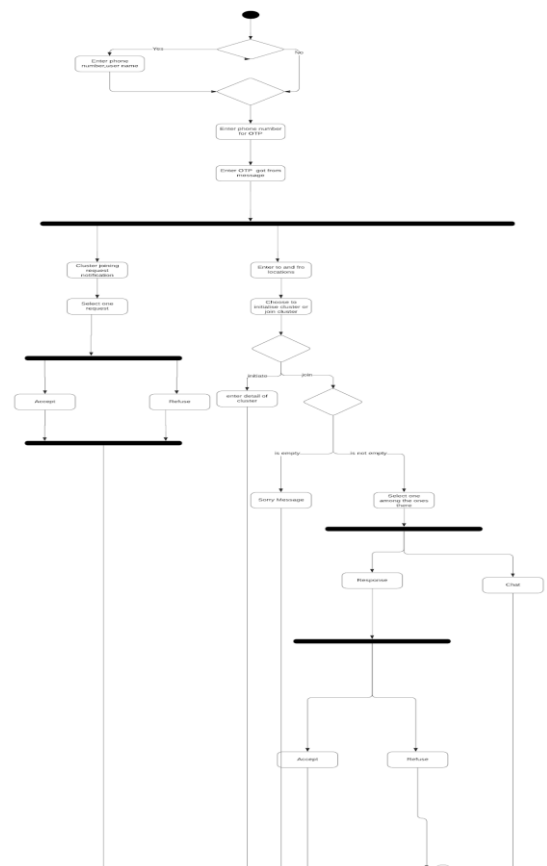 Yes
No
Enter phone
number,user name
Enter phone number
for OTP
Enter OTP got from
message
Cluster joining
request
notification
Enter to and fro
locations
Select one
request
Choose to
initialise cluster or
join cluster
Accept
Refuse
initiate
join
enter detail of
cluster
is empty
is not empty
Sorry Message
Select one
among the ones
there
Response
Chat
Accept
Refuse